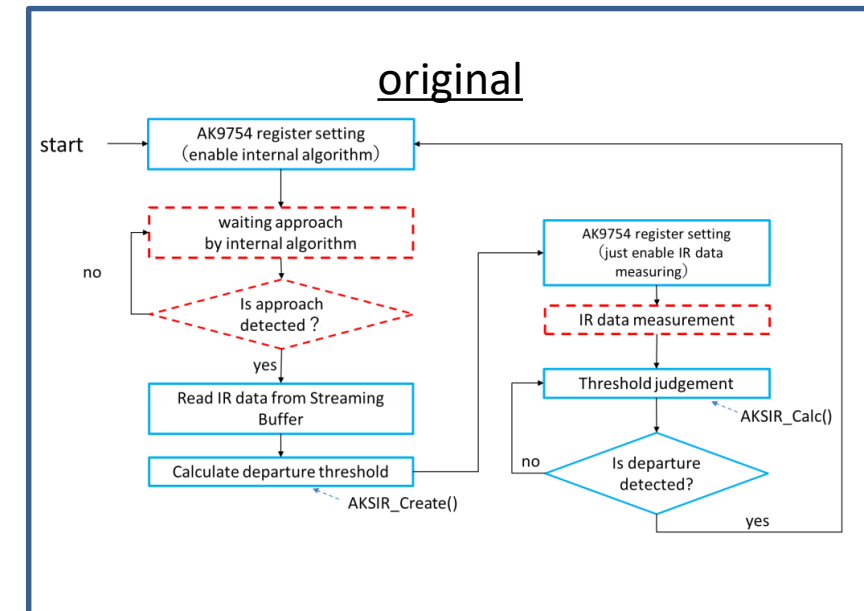 original
start
AK9754 register setting
（enable internal algorithm）
waiting approach
by internal algorithm
no
Is approach
detected ？
yes
Read IR data from Streaming
Buffer
Calculate departure threshold
AKSIR_Create()
AK9754 register setting
（just enable IR data
measuring）
IR data measurement
Threshold judgement
AKSIR_Calc()
no
Is departure
detected?
yes